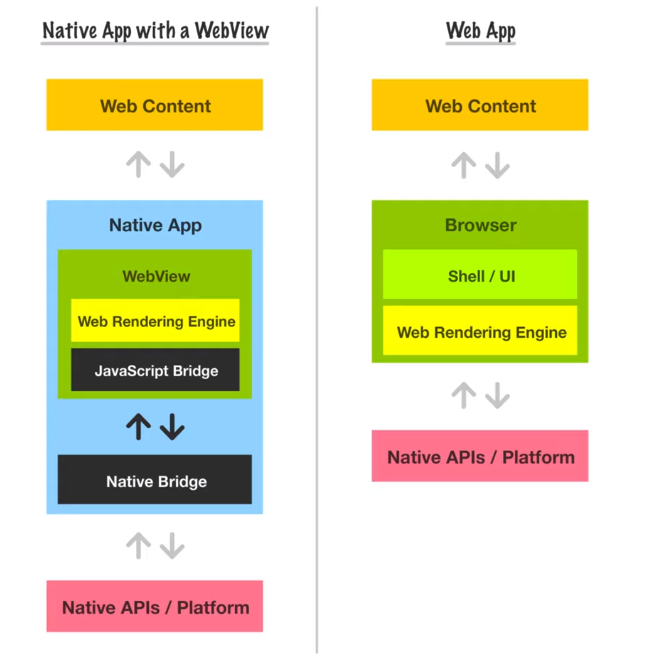 Native App with a WebView
Web Content
Native App
WebView
Web Rendering Engine
JavaScript Bridge
Native Bridge
Native APIs / Platform
Web App
Web Content
Browser
Shell / UI
Web Rendering Engine
Native APIs / Platform